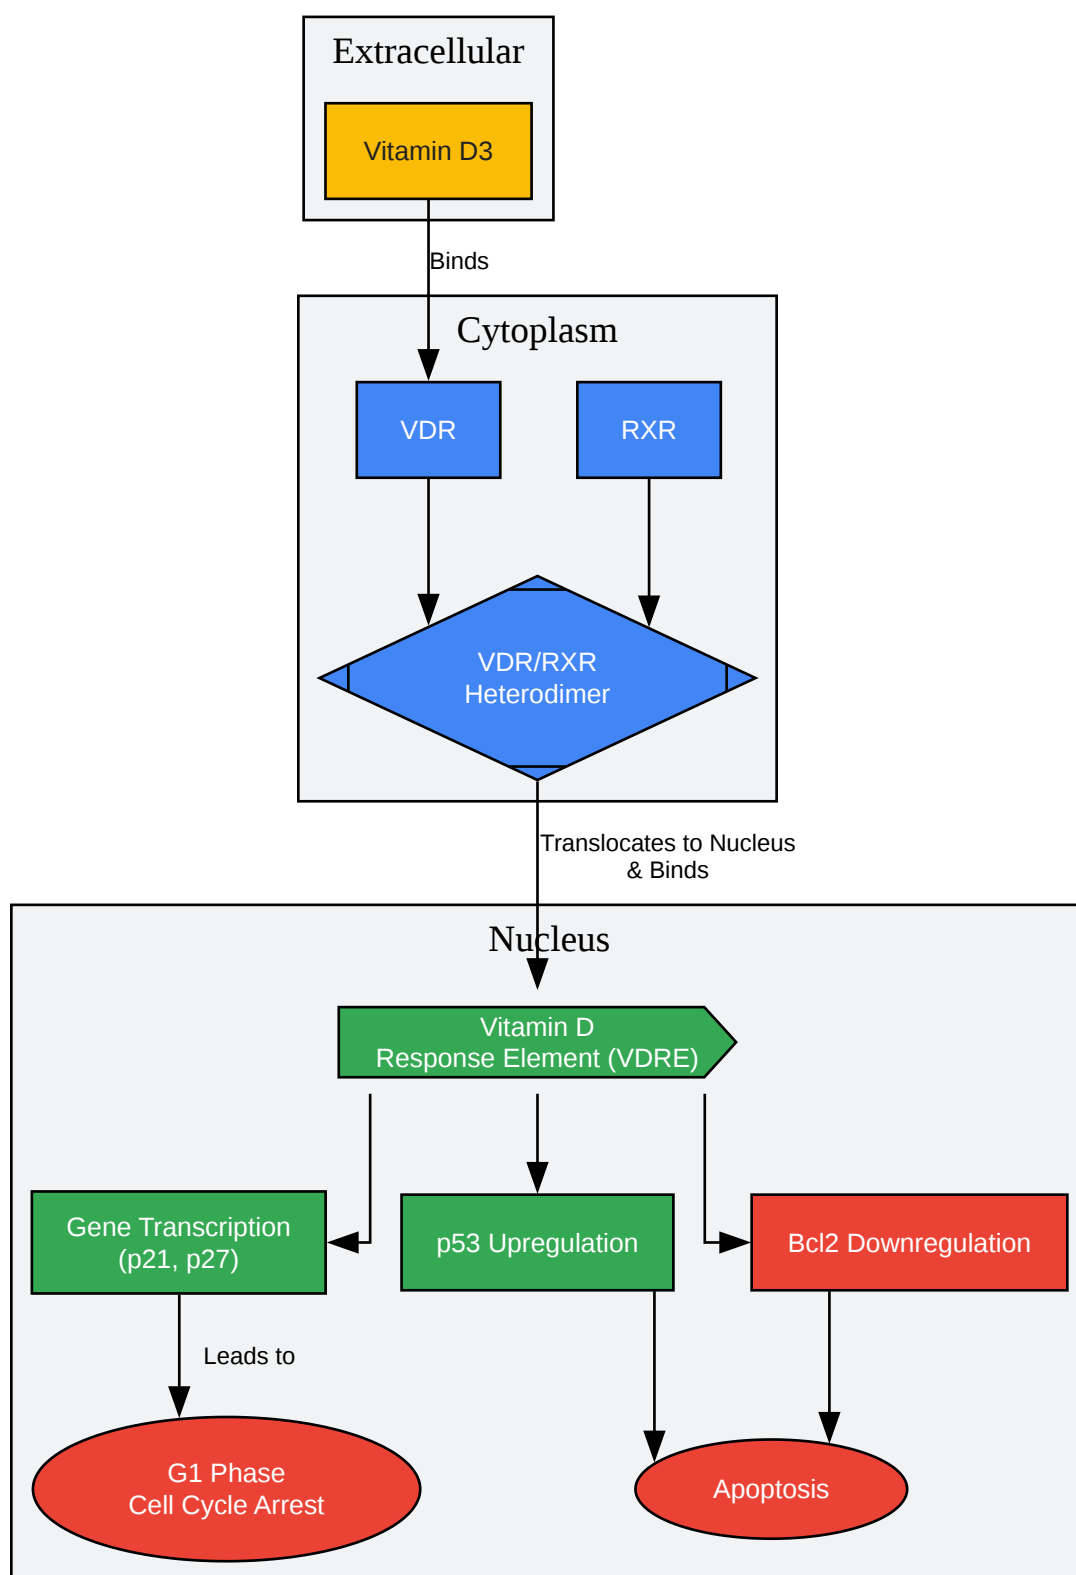 Extracellular
Vitamin D3
Binds
Cytoplasm
VDR
RXR
VDR/RXR
Heterodimer
Translocates to Nucleus
& Binds
Nucleus
Vitamin D
Response Element (VDRE)
Gene Transcription
(p21, p27)
p53 Upregulation
Bcl2 Downregulation
Leads to
G1 Phase
Cell Cycle Arrest
Apoptosis